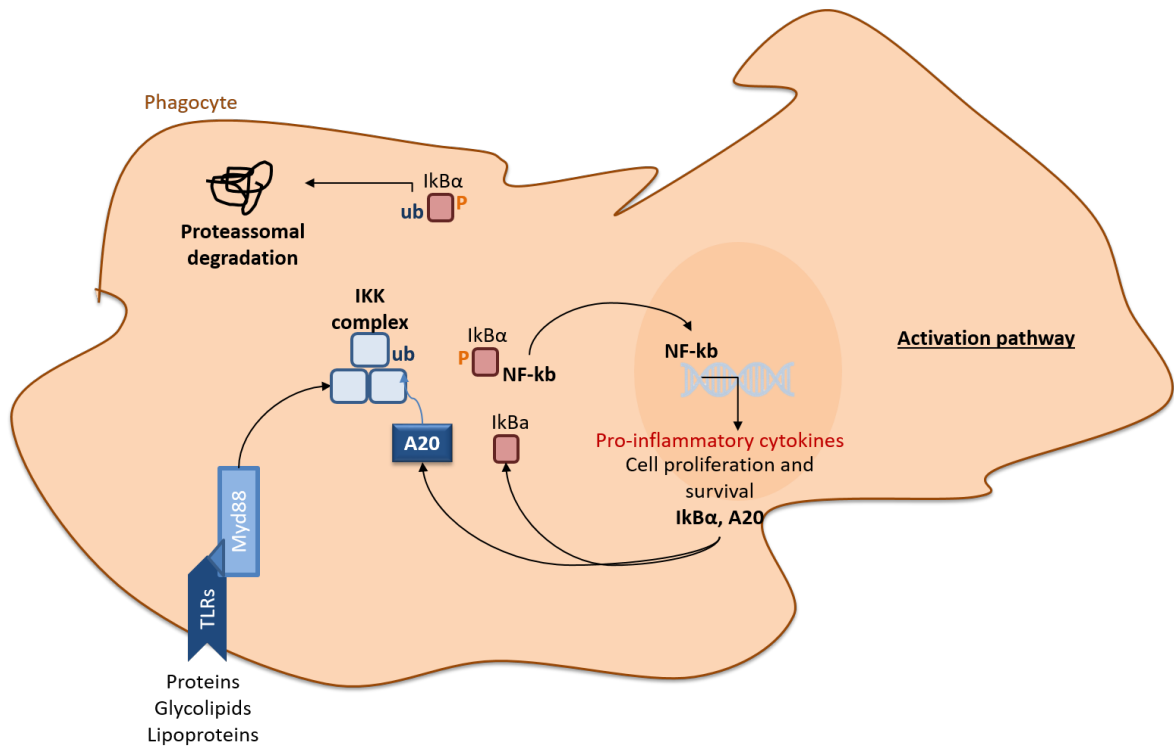 Phagocyte
IkBα
ub
P
Proteassomal
degradation
IKK
complex
ub
IkBα
P
NF-kb
NF-kb
Activation pathway
A20
IkBa
Pro-inflammatory cytokines
Cell proliferation and
survival
IkBα, A20
Myd88
TLRs
Proteins
Glycolipids
Lipoproteins